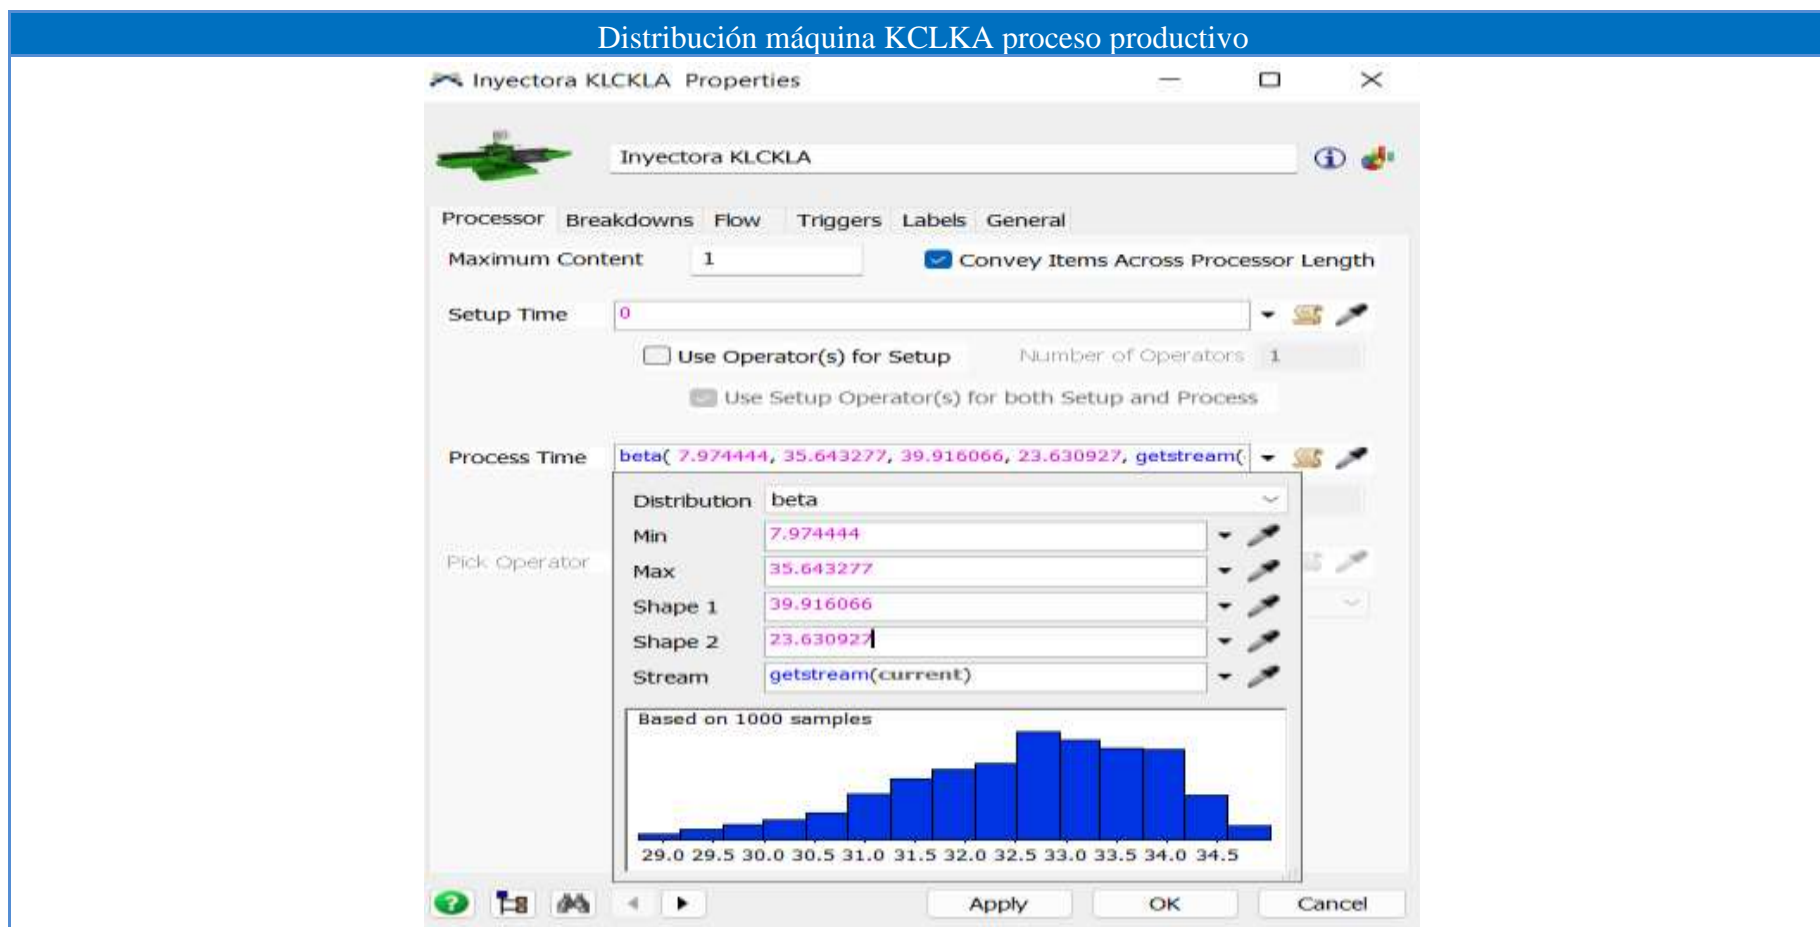 Distribución máquina KCLKA proceso productivo
Inyectora KLCKLA Properties
Inyectora KLCKLA
Processor Breakdowns Flow Triggers Labels General
Maximum Content 1 Convey Items Across Processor Length
Setup Time 0
Use Operator(s) for Setup Number of Operators 1
Use Setup Operator(s) for both Setup and Process
Process Time beta( 7.974444, 35.643277, 39.916066, 23.630927, getstream(
Distribution beta
Min 7.974444
Pick Operator
Max 35.643277
Shape 1 39.916066
Shape 2 23.630927
Stream getstream(current)
Based on 1000 samples
29.0 29.5 30.0 30.5 31.0 31.5 32.0 32.5 33.0 33.5 34.0 34.5
Apply OK Cancel